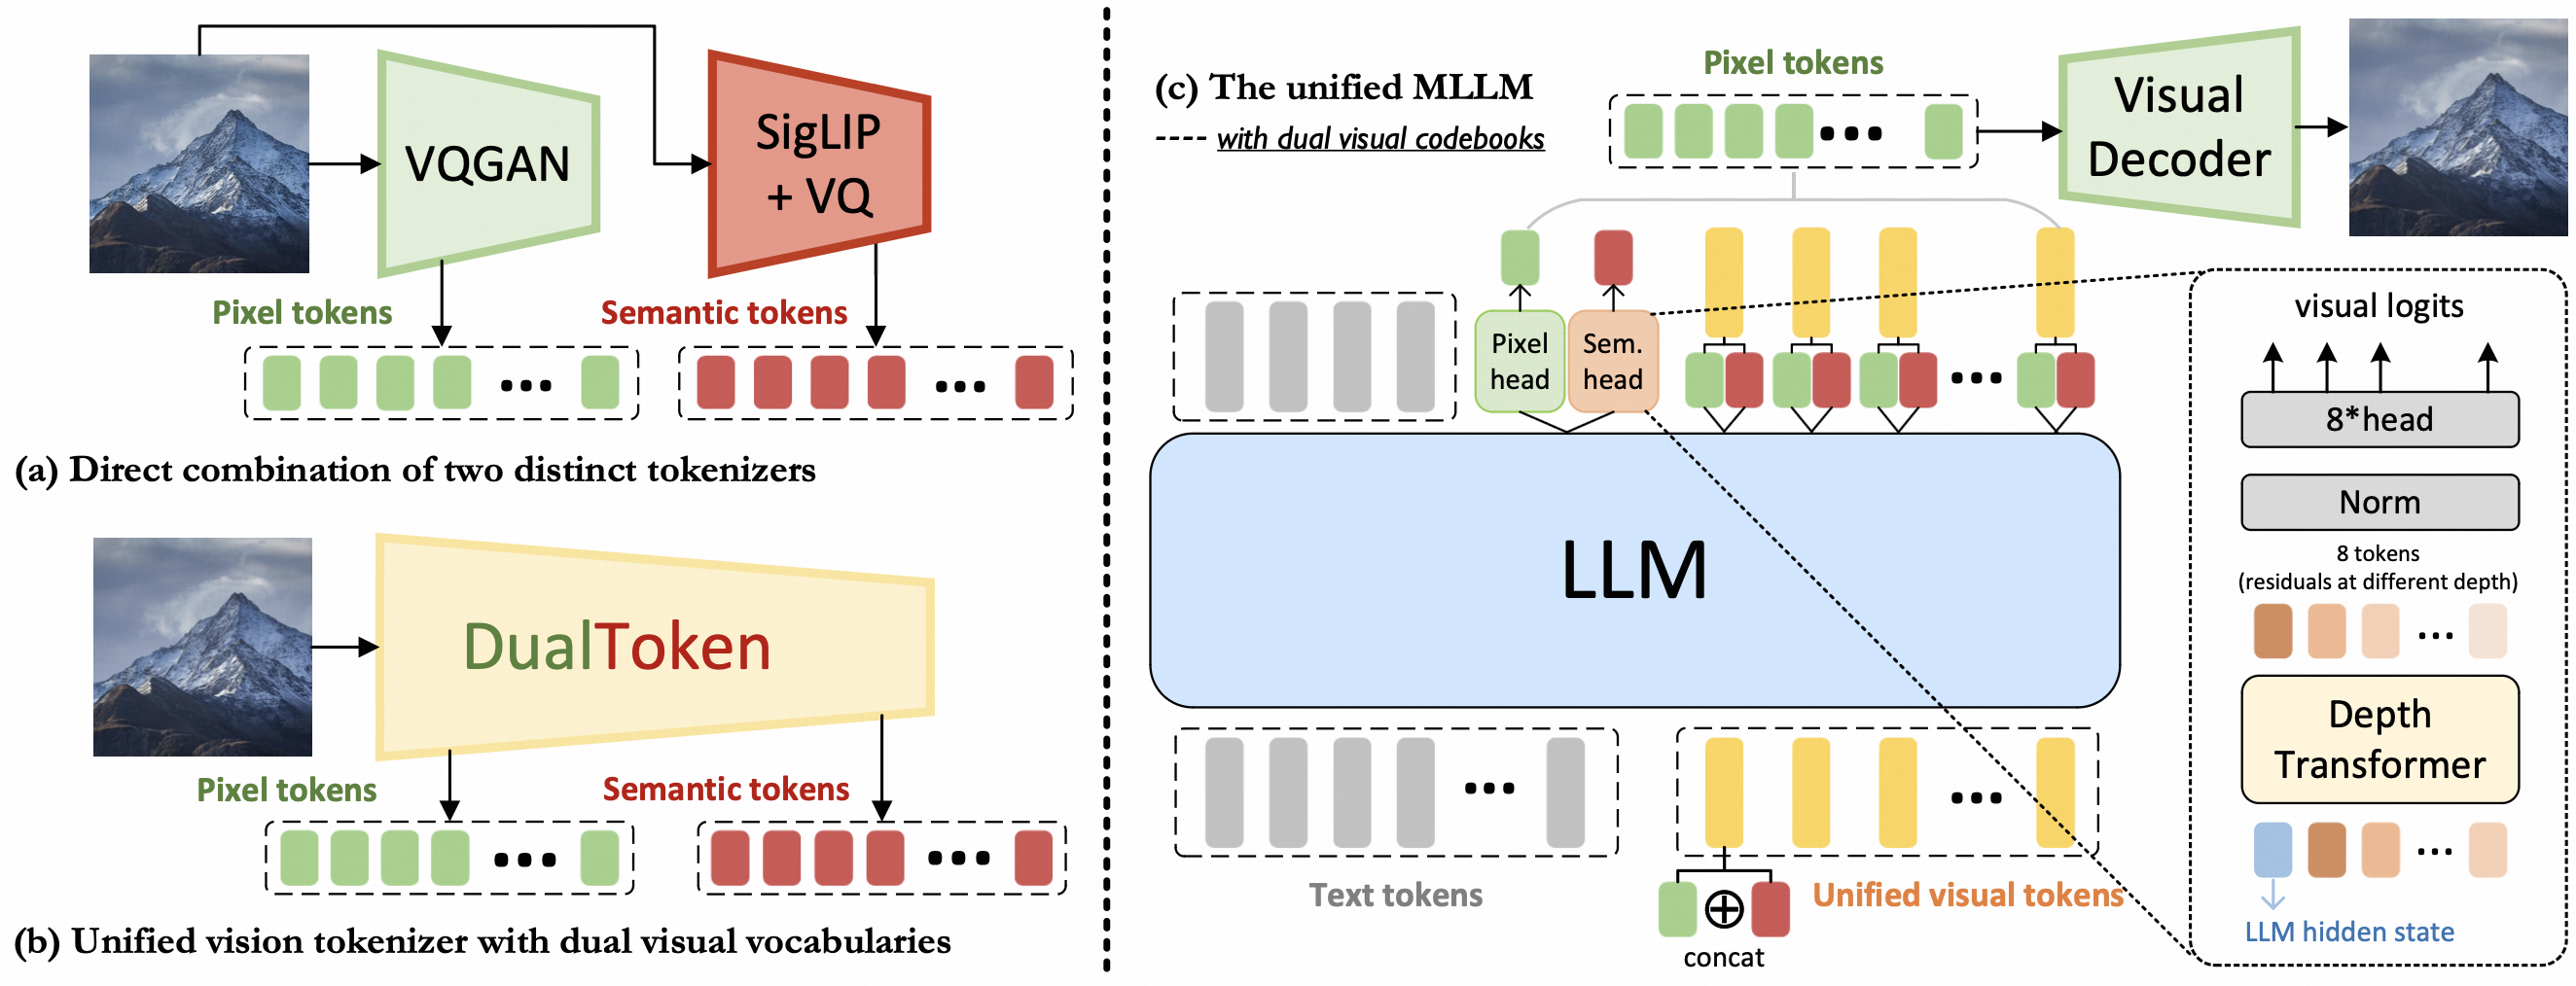 VQGAN
SigLIP
+ VQ
Pixel tokens
Semantic tokens
(a) Direct combination of two distinct tokenizers
DualToken
Pixel tokens
Semantic tokens
(b) Unified vision tokenizer with dual visual vocabularies
(c) The unified MLLM
---- with dual visual codebooks
Pixel tokens
Visual
Decoder
Pixel
head
Sem.
head
LLM
Text tokens
concat
Unified visual tokens
visual logits
8*head
Norm
8 tokens
(residuals at different depth)
Depth
Transformer
LLM hidden state